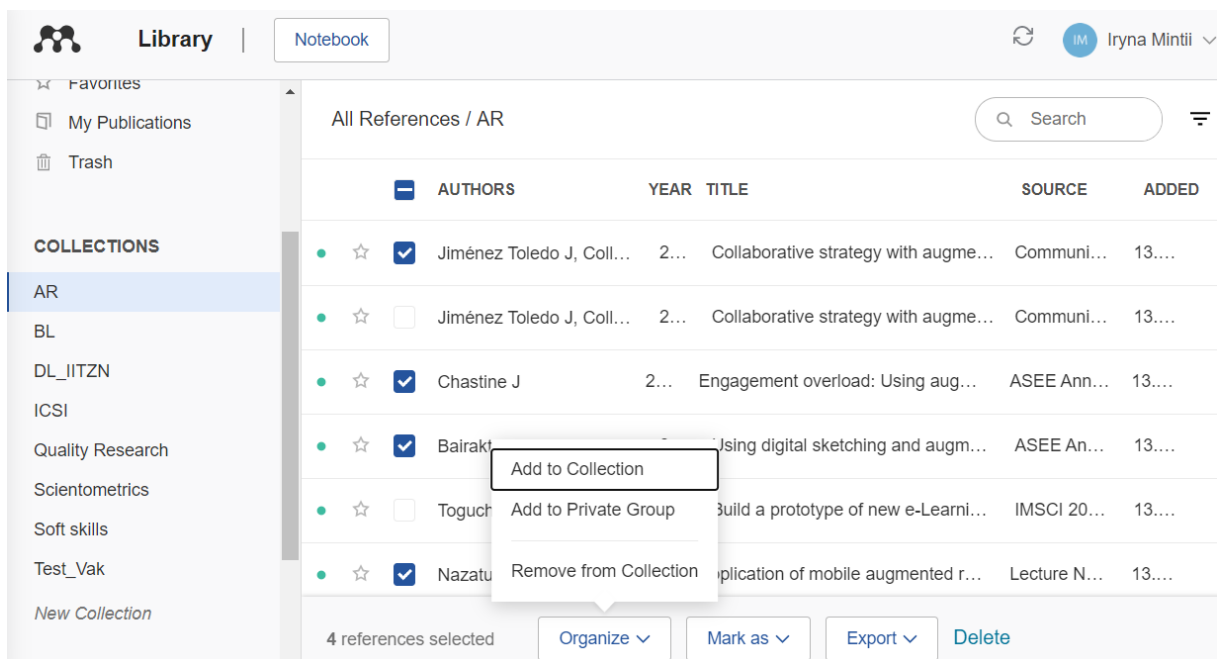 Library | Notebook IM Iryna Mintii
Favorites
My Publications
Trash
COLLECTIONS
AR
BL
DL_IITZN
ICSI
Quality Research
Scientometrics
Soft skills
Test_Vak
New Collection
All References / AR Search
AUTHORS YEAR TITLE SOURCE ADDED
Jiménez Toledo J, Coll... 2... Collaborative strategy with augme... Communi... 13....
Jiménez Toledo J, Coll... 2... Collaborative strategy with augme... Communi... 13....
Chastine J 2... Engagement overload: Using aug... ASEE Ann... 13....
Bairakt Using digital sketching and augm... ASEE An... 13....
Toguch Build a prototype of new e-Learni... IMSCI 20... 13....
Nazatu plication of mobile augmented r... Lecture N... 13....
Add to Collection
Add to Private Group
Remove from Collection
4 references selected Organize Mark as Export Delete